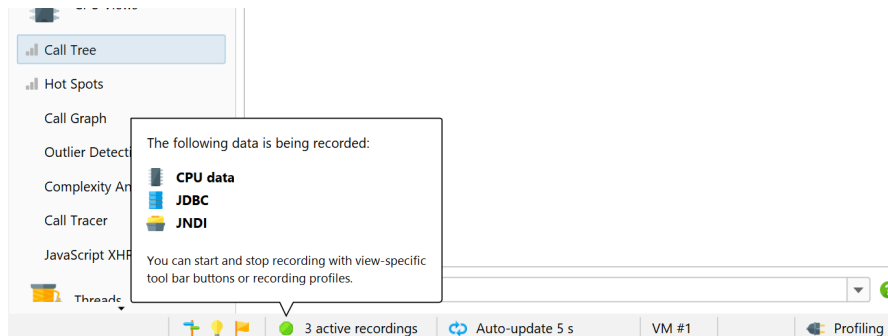 Call Tree
Hot Spots
Call Graph
Outlier Detecti
Complexity An
Call Tracer
JavaScript XHR
Threads
The following data is being recorded:
CPU data
JDBC
JNDI
You can start and stop recording with view-specific
tool bar buttons or recording profiles.
3 active recordings
Auto-update 5 s
VM #1
Profiling